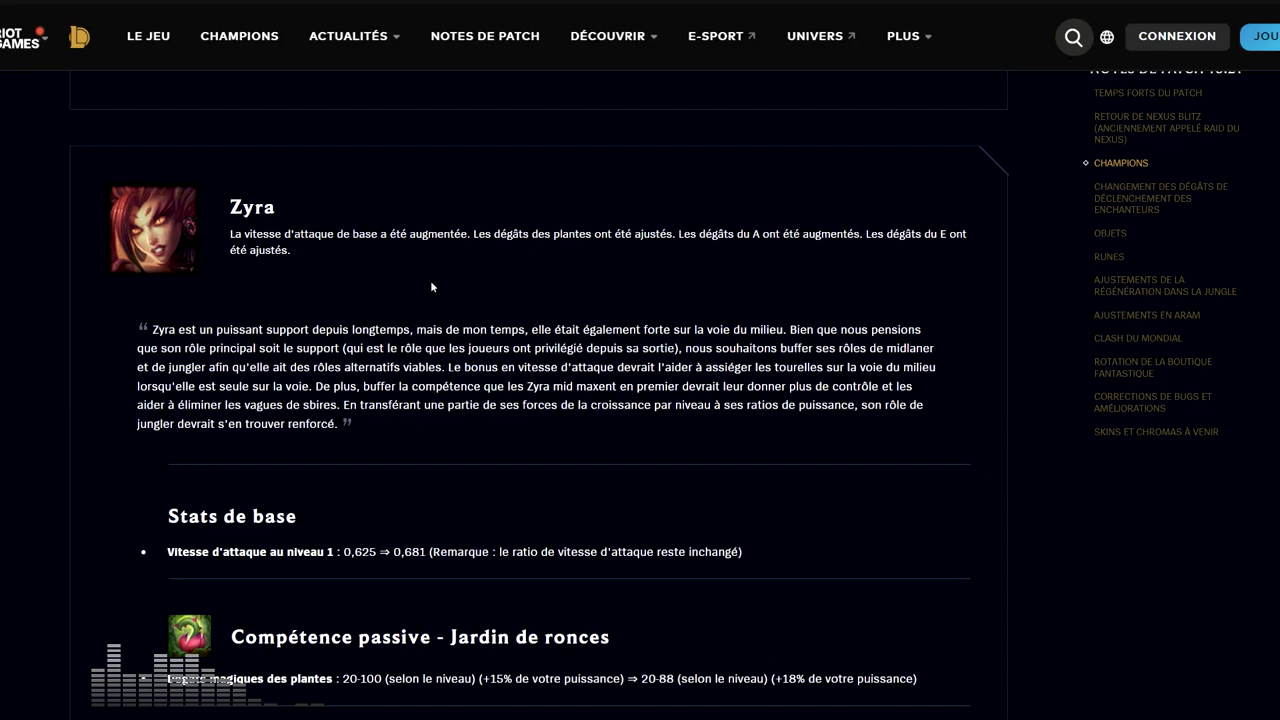 RIOT
GAMES
LE JEU
CHAMPIONS
ACTUALITÉS
NOTES DE PATCH
DÉCOUVRIR
E-SPORT
UNIVERS
PLUS
CONNEXION
JOU
NOTES DE PATCH
TEMPS FORTS DU PATCH
RETOUR DE NEXUS BLITZ
(ANCIENNEMENT APPELÉ RAID DU
NEXUS)
CHAMPIONS
CHANGEMENT DES DÉGÂTS DE
DÉCLENCHEMENT DES
ENCHANTEURS
OBJETS
RUNES
AJUSTEMENTS DE LA
RÉGÉNÉRATION DANS LA JUNGLE
AJUSTEMENTS EN ARAM
CLASH DU MONDIAL
ROTATION DE LA BOUTIQUE
FANTASTIQUE
CORRECTIONS DE BUGS ET
AMÉLIORATIONS
SKINS ET CHROMAS À VENIR
Zyra
La vitesse d'attaque de base a été augmentée. Les dégâts des plantes ont été ajustés. Les dégâts du A ont été augmentés. Les dégâts du E ont
été ajustés.
“ Zyra est un puissant support depuis longtemps, mais de mon temps, elle était également forte sur la voie du milieu. Bien que nous pensions
que son rôle principal soit le support (qui est le rôle que les joueurs ont privilégié depuis sa sortie), nous souhaitons buffer ses rôles de midlaner
et de jungler afin qu'elle ait des rôles alternatifs viables. Le bonus en vitesse d'attaque devrait l'aider à assiéger les tourelles sur la voie du milieu
lorsqu'elle est seule sur la voie. De plus, buffer la compétence que les Zyra mid maxent en premier devrait leur donner plus de contrôle et les
aider à éliminer les vagues de sbires. En transférant une partie de ses forces de la croissance par niveau à ses ratios de puissance, son rôle de
jungler devrait s'en trouver renforcé. ”
Stats de base
• Vitesse d'attaque au niveau 1 : 0,625 ⇒ 0,681 (Remarque : le ratio de vitesse d'attaque reste inchangé)
Compétence passive - Jardin de ronces
• Dégâts magiques des plantes : 20-100 (selon le niveau) (+15% de votre puissance) ⇒ 20-88 (selon le niveau) (+18% de votre puissance)